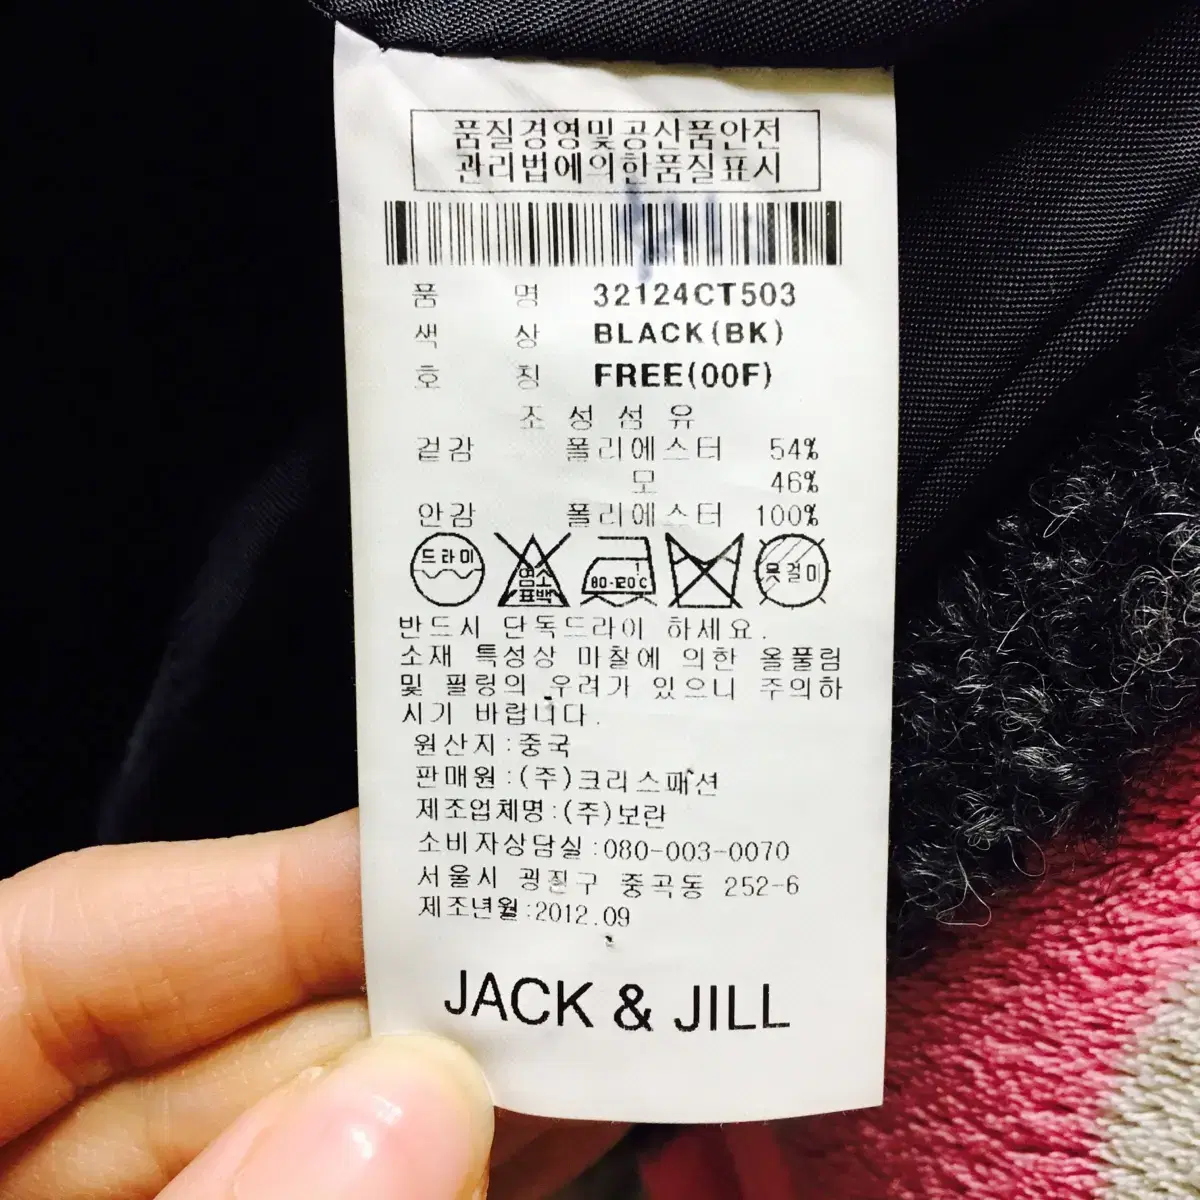 품질경영및공산품안전
관리법에의한품질표시
품 명 32124CT503
색 상 BLACK(BK)
호 칭 FREE(00F)
조 성 섬 유
겉감 폴리에스터 54%
모 46%
안감 폴리에스터 100%
드라이 염소 표백 80-120℃ 못걸이
반드시 단독드라이 하세요.
소재 특성상 마찰에 의한 올풀림
및 필링의 우려가 있으니 주의하
시기 바랍니다.
원산지:중국
판매원:(주)크리스패션
제조업체명:(주)보란
소비자상담실:080-003-0070
서울시 광진구 중곡동 252-6
제조년월:2012.09
JACK & JILL